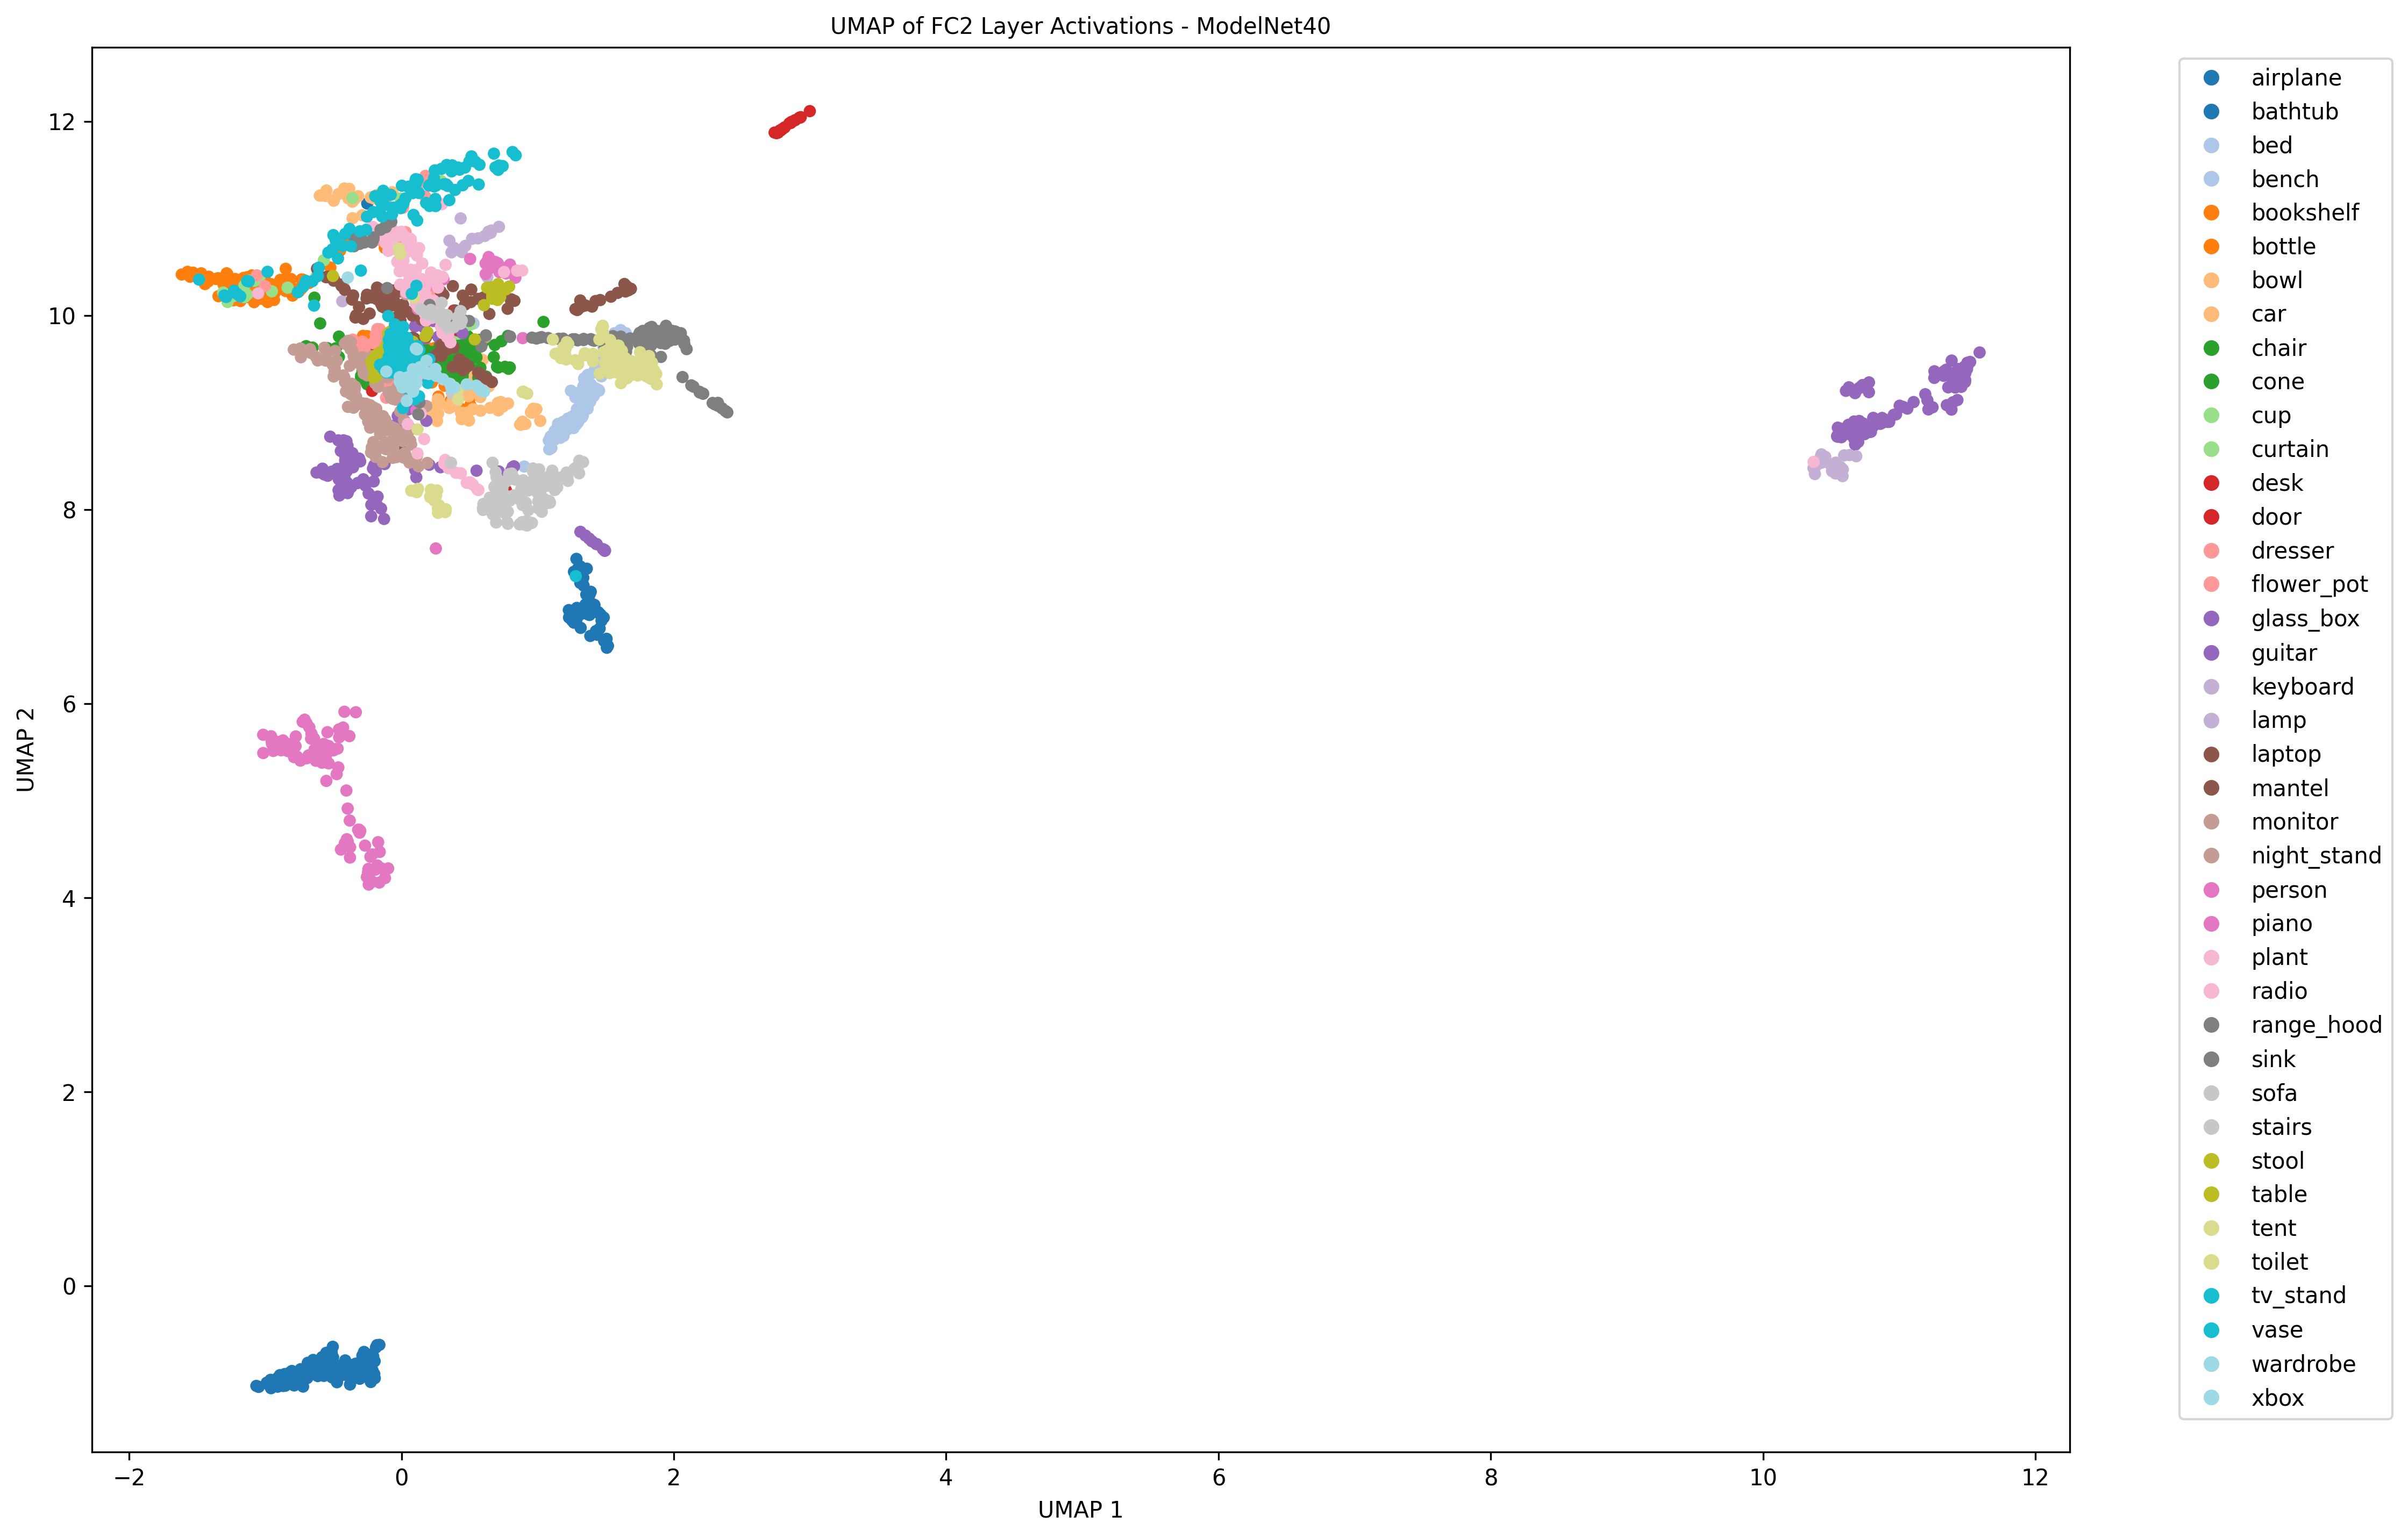 UMAP of FC2 Layer Activations - ModelNet40
12
10
8
6
4
2
0
UMAP 2
−2
0
2
4
6
8
10
12
UMAP 1
airplane
bathtub
bed
bench
bookshelf
bottle
bowl
car
chair
cone
cup
curtain
desk
door
dresser
flower_pot
glass_box
guitar
keyboard
lamp
laptop
mantel
monitor
night_stand
person
piano
plant
radio
range_hood
sink
sofa
stairs
stool
table
tent
toilet
tv_stand
vase
wardrobe
xbox